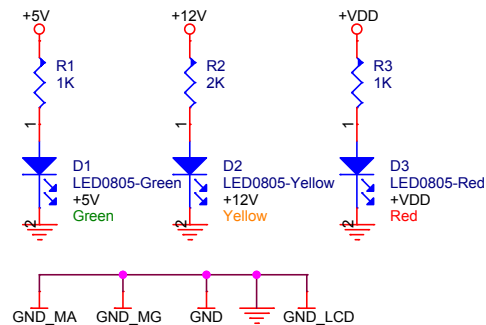 +5V
+12V
+VDD
R1
1K
R2
2K
R3
1K
1
1
1
D1
LED0805-Green
+5V
Green
D2
LED0805-Yellow
+12V
Yellow
D3
LED0805-Red
+VDD
Red
2
2
2
GND_MA
GND_MG
GND
GND_LCD